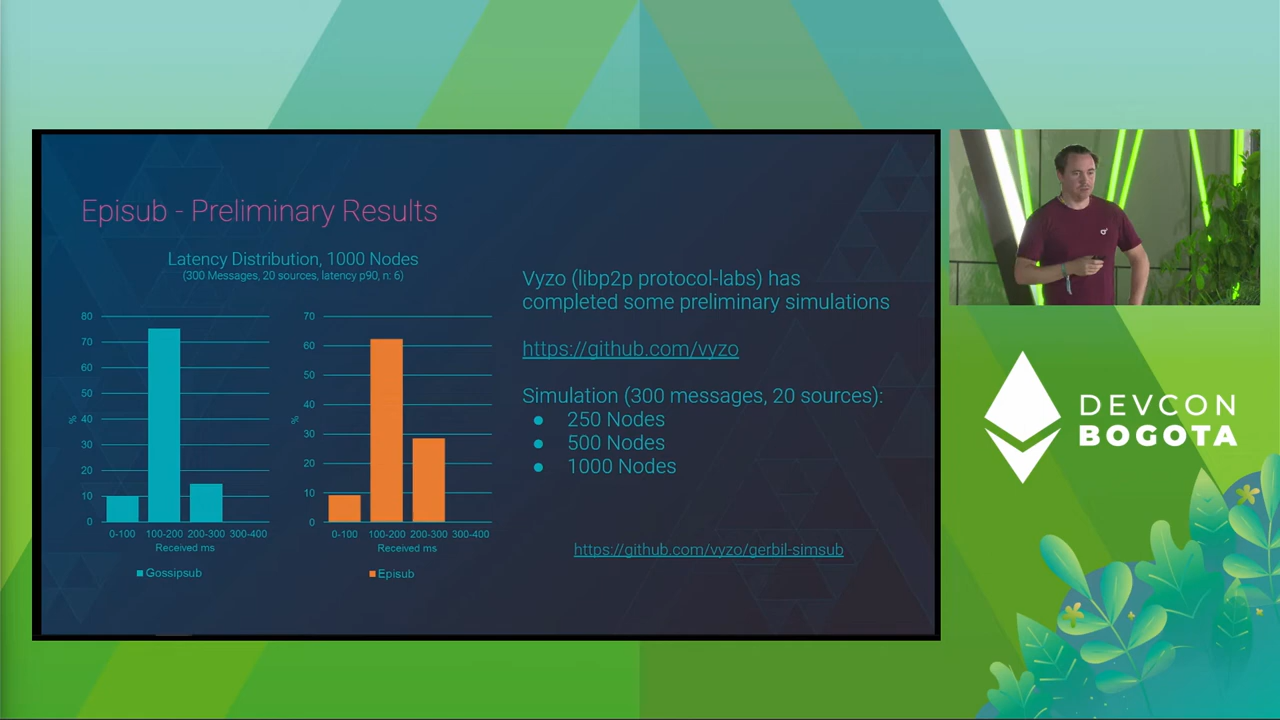 Episub - Preliminary Results
Latency Distribution, 1000 Nodes
(300 Messages, 20 sources, latency p90, n: 6)
80
70
60
50
40
30
20
10
0
%
0-100 100-200 200-300 300-400
Received ms
Gossipsub
70
60
50
40
30
20
10
0
%
0-100 100-200 200-300 300-400
Received ms
Episub
Vyzo (libp2p protocol-labs) has
completed some preliminary simulations
https://github.com/vyzo
Simulation (300 messages, 20 sources):
● 250 Nodes
● 500 Nodes
● 1000 Nodes
https://github.com/vyzo/gerbil-simsub
DEVCON
BOGOTA